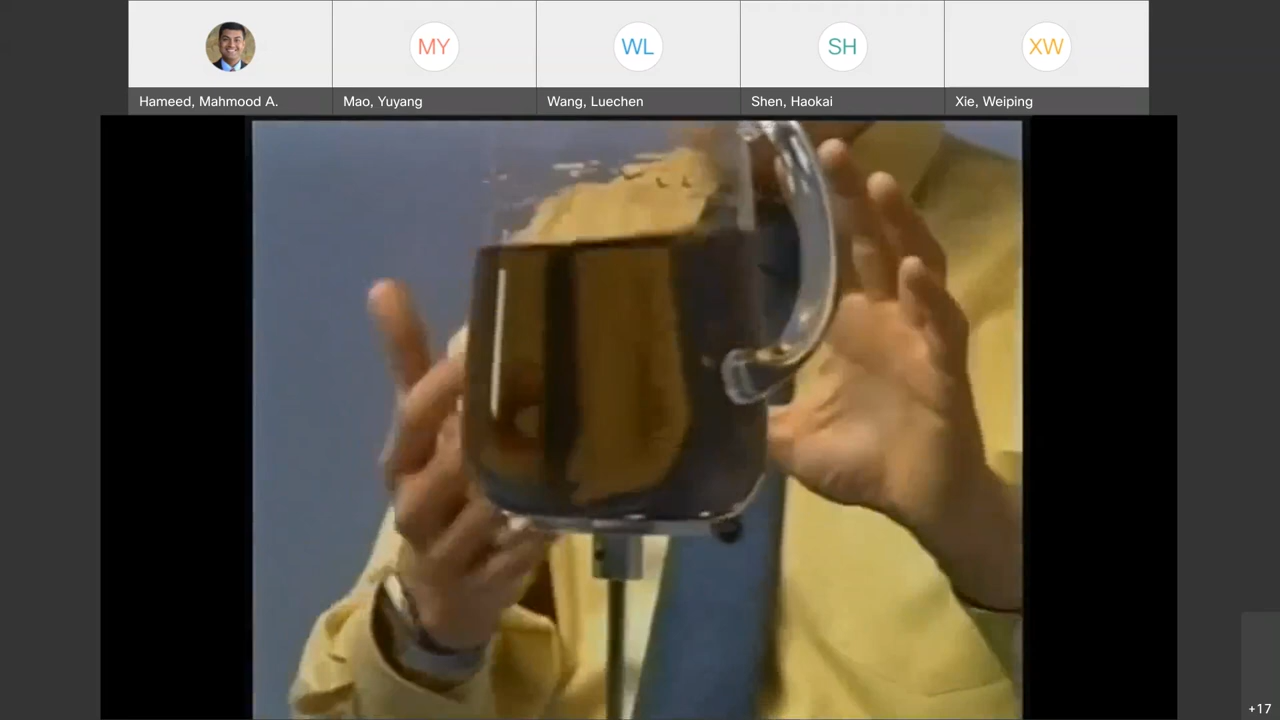 MY
WL
SH
XW
Hameed, Mahmood A.
Mao, Yuyang
Wang, Luechen
Shen, Haokai
Xie, Weiping
+17